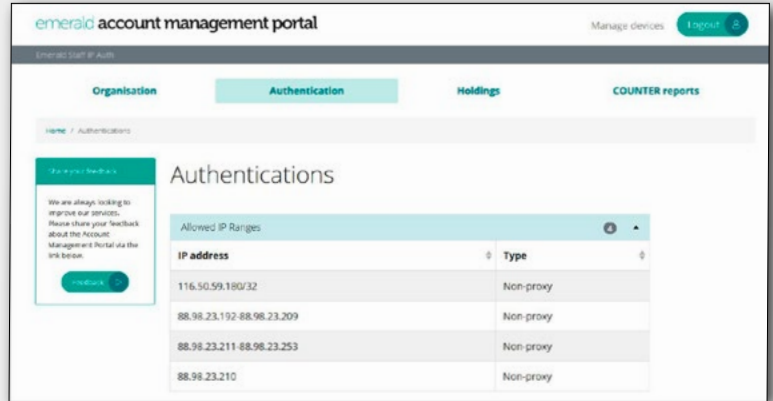 emerald account management portal
Manage devices
Logout
Emerald Staff IP Auth
Organisation
Authentication
Holdings
COUNTER reports
Home / Authentications
Share your feedback
We are always looking to
improve our services.
Please share your feedback
about the Account
Management Portal via the
link below.
Feedback
Authentications
Allowed IP Ranges
4
IP address
Type
116.50.59.180/32
Non-proxy
88.98.23.192-88.98.23.209
Non-proxy
88.98.23.211-88.98.23.253
Non-proxy
88.98.23.210
Non-proxy